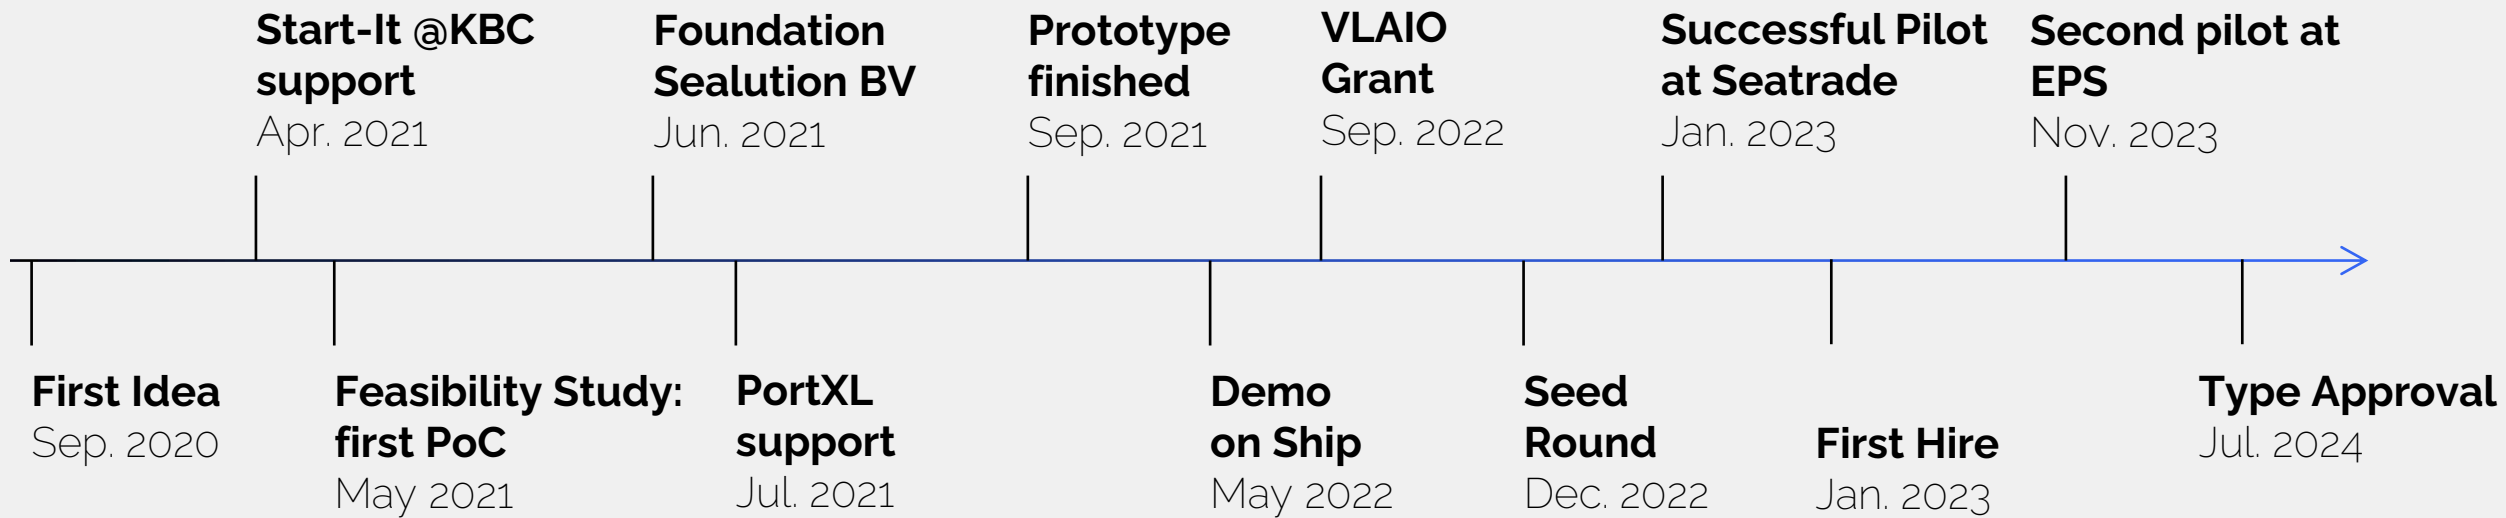 Start-It @KBC
support
Apr. 2021
Foundation
Sealution BV
Jun. 2021
Prototype
finished
Sep. 2021
VLAIO
Grant
Sep. 2022
Successful Pilot
at Seatrade
Jan. 2023
Second pilot at
EPS
Nov. 2023
First Idea
Sep. 2020
Feasibility Study:
first PoC
May 2021
PortXL
support
Jul. 2021
Demo
on Ship
May 2022
Seed
Round
Dec. 2022
First Hire
Jan. 2023
Type Approval
Jul. 2024